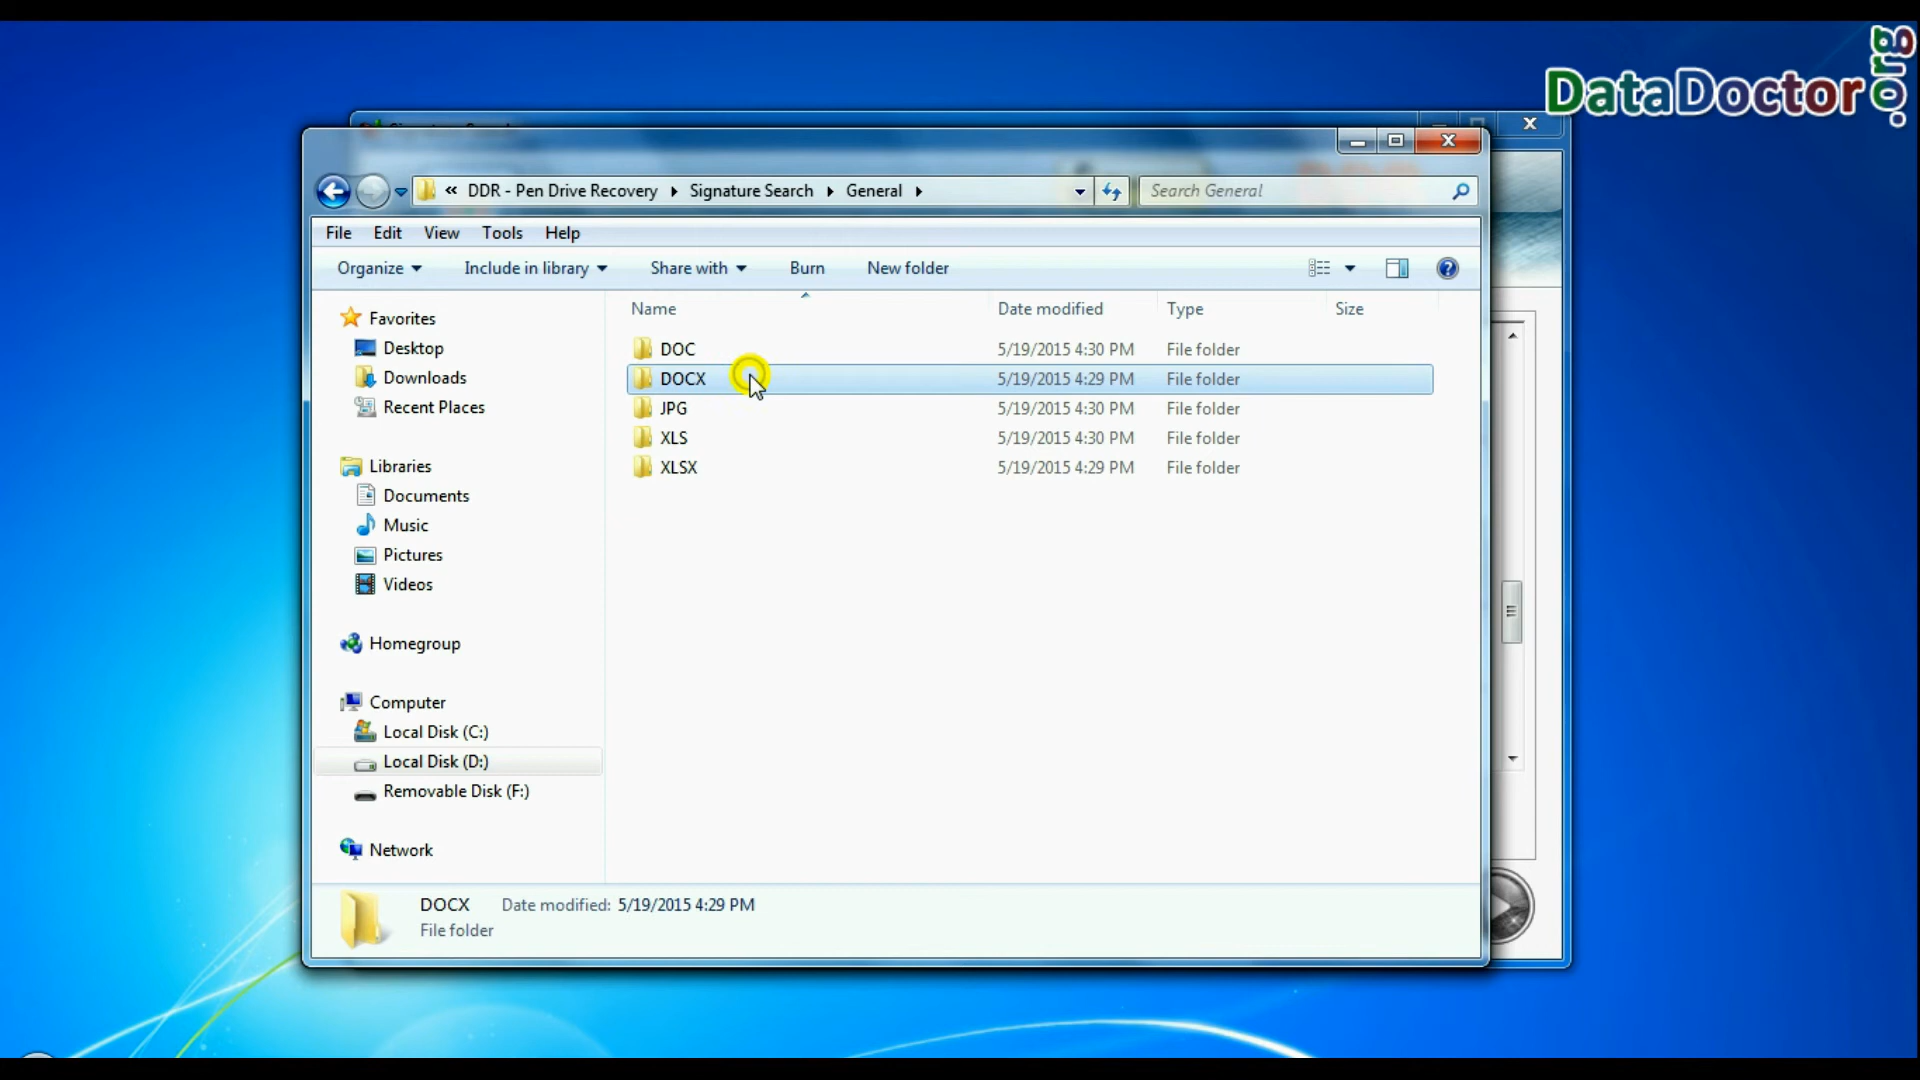 DataDoctor.org
« DDR - Pen Drive Recovery ▸ Signature Search ▸ General ▸
Search General
File Edit View Tools Help
Organize Include in library Share with Burn New folder
Name Date modified Type Size
Favorites
Desktop
Downloads
Recent Places
Libraries
Documents
Music
Pictures
Videos
Homegroup
Computer
Local Disk (C:)
Local Disk (D:)
Removable Disk (F:)
Network
DOC 5/19/2015 4:30 PM File folder
DOCX 5/19/2015 4:29 PM File folder
JPG 5/19/2015 4:30 PM File folder
XLS 5/19/2015 4:30 PM File folder
XLSX 5/19/2015 4:29 PM File folder
DOCX Date modified: 5/19/2015 4:29 PM
File folder